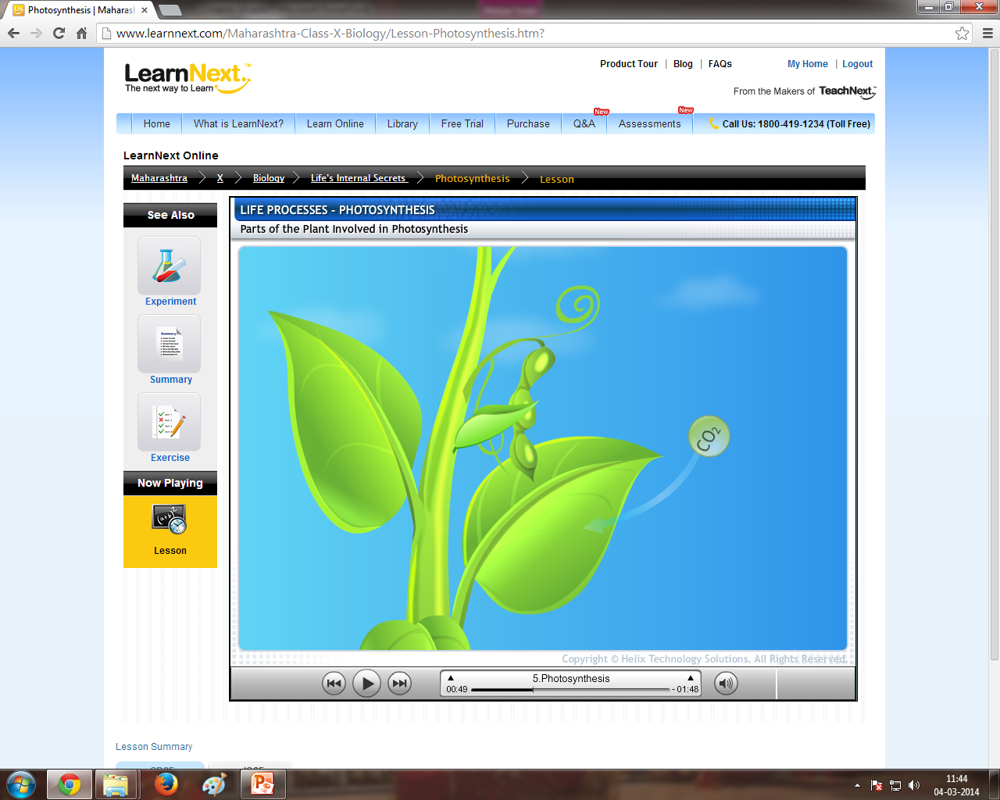 Photosynthesis | Maharas
www.learnnext.com/Maharashtra-Class-X-Biology/Lesson-Photosynthesis.htm?
LearnNext.™
The next way to Learn
Product Tour | Blog | FAQs
My Home | Logout
From the Makers of TeachNext.
Home
What is LearnNext?
Learn Online
Library
Free Trial
Purchase
Q&A
New
Assessments
New
Call Us: 1800-419-1234 (Toll Free)
LearnNext Online
Maharashtra
X
Biology
Life's Internal Secrets
Photosynthesis
Lesson
See Also
Experiment
Summary
Summary
Exercise
Now Playing
Lesson
LIFE PROCESSES - PHOTOSYNTHESIS
Parts of the Plant Involved in Photosynthesis
CO2
Copyright © Helix Technology Solutions. All Rights Reserved.
5.Photosynthesis
00:49
- 01:48
Lesson Summary
11:44
04-03-2014